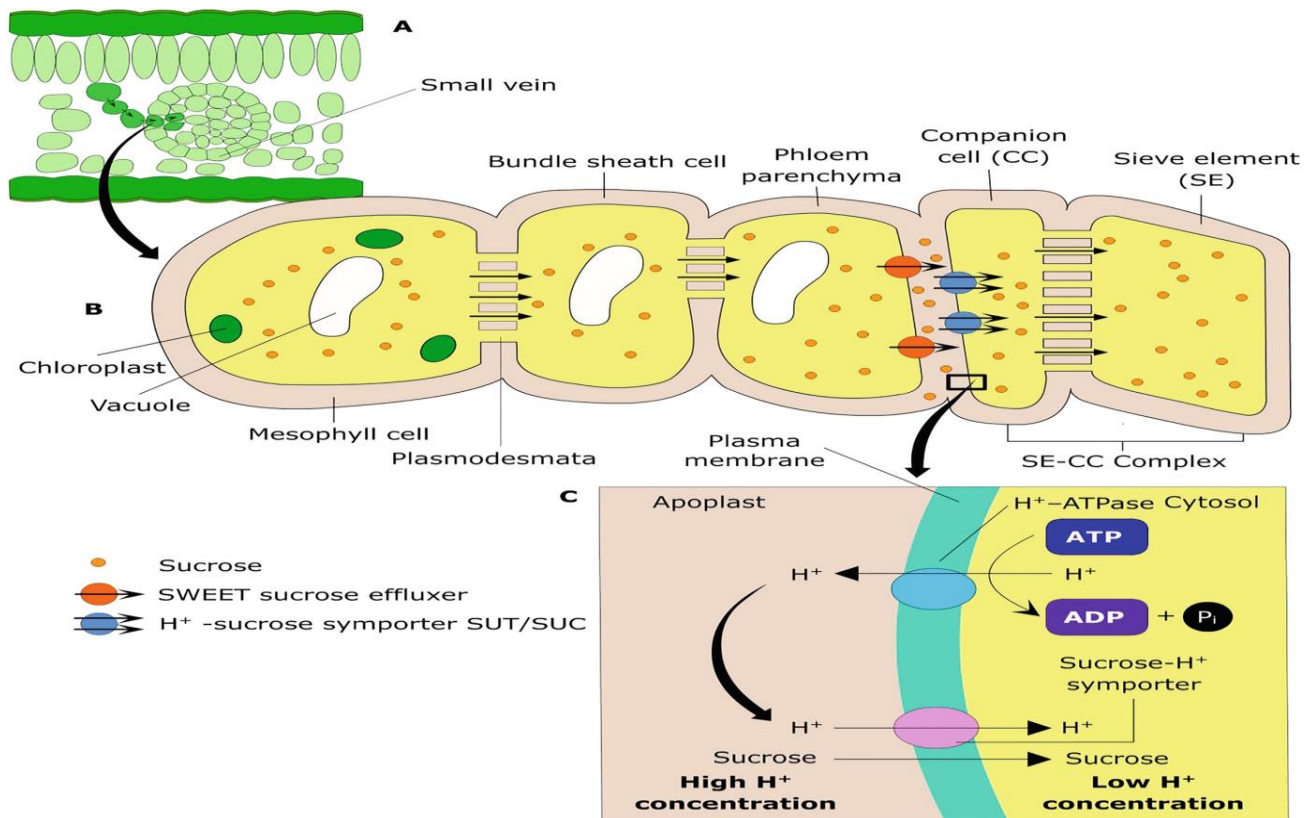 A
Small vein
Bundle sheath cell
Phloem
parenchyma
Companion
cell (CC)
Sieve element
(SE)
B
Chloroplast
Vacuole
Mesophyll cell
Plasmodesmata
Plasma
membrane
SE-CC Complex
Sucrose
SWEET sucrose effluxer
H⁺ -sucrose symporter SUT/SUC
C
Apoplast
H⁺–ATPase Cytosol
ATP
H⁺
H⁺
ADP + Pᵢ
Sucrose-H⁺
symporter
H⁺
H⁺
Sucrose
Sucrose
High H⁺
concentration
Low H⁺
concentration